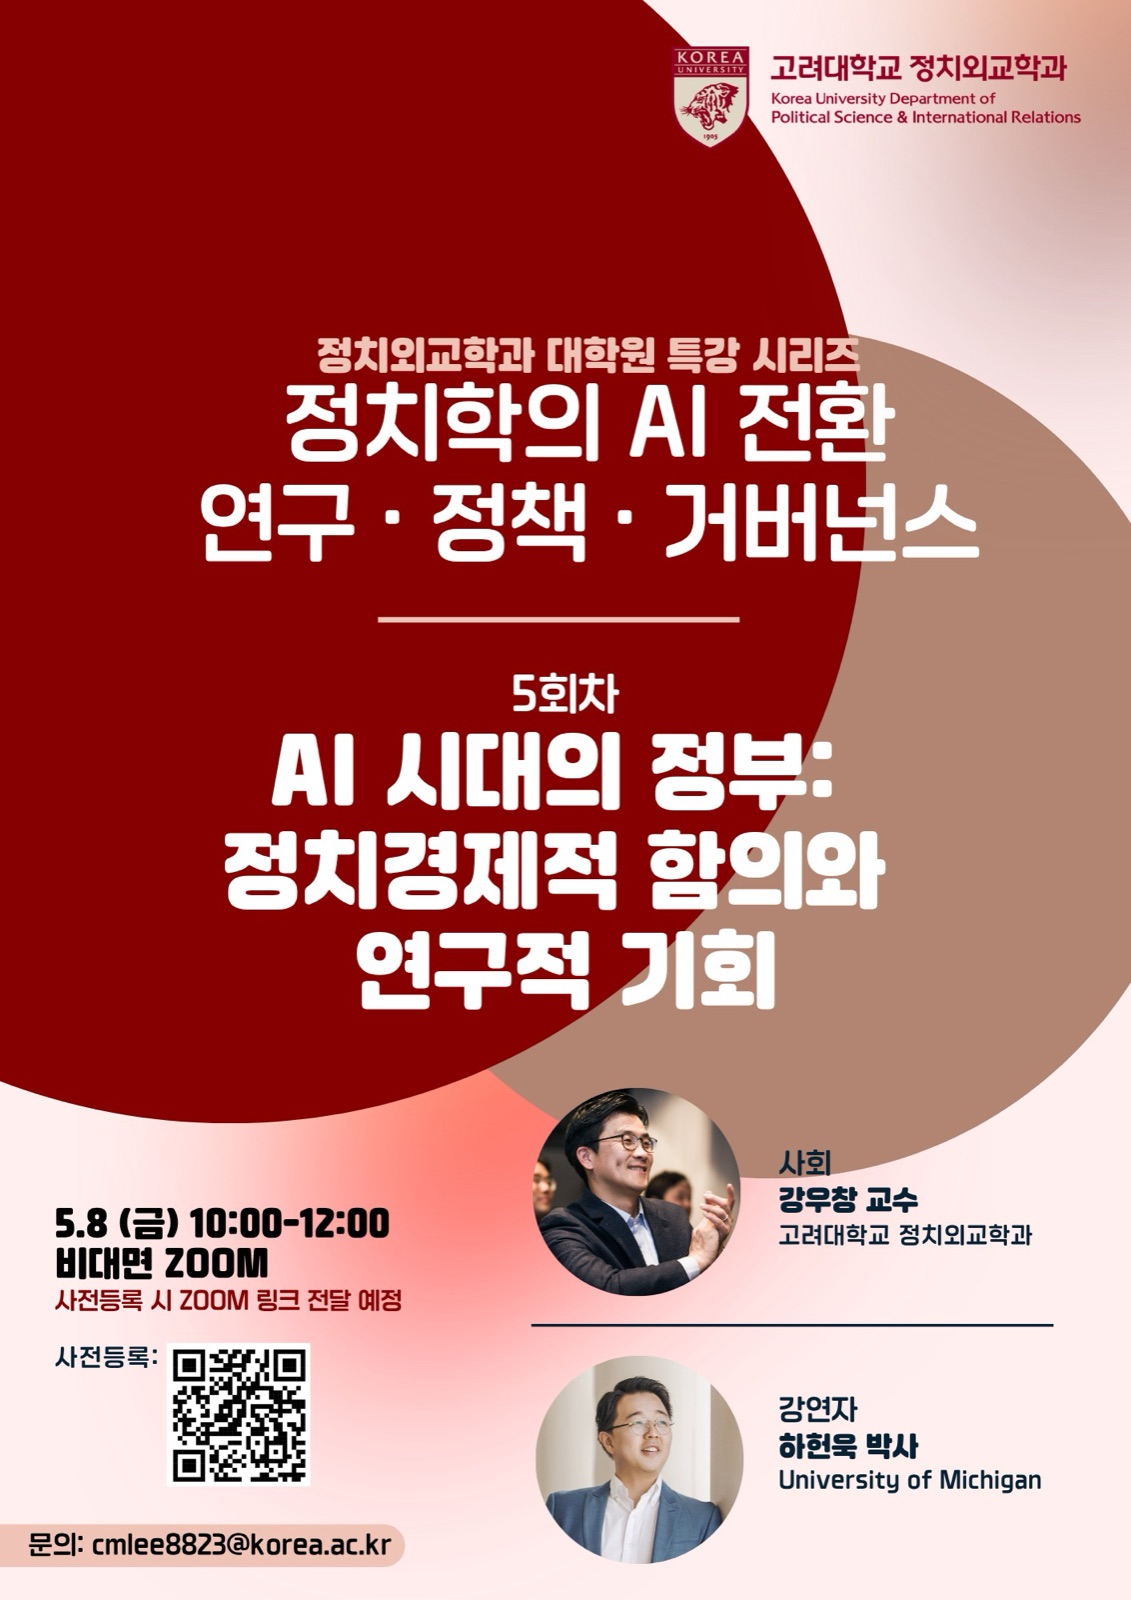 KOREA
UNIVERSITY
1905
고려대학교 정치외교학과
Korea University Department of
Political Science & International Relations
정치외교학과 대학원 특강 시리즈
정치학의 AI 전환
연구 · 정책 · 거버넌스
5회차
AI 시대의 정부:
정치경제적 함의와
연구적 기회
사회
강우창 교수
고려대학교 정치외교학과
5.8 (금) 10:00-12:00
비대면 ZOOM
사전등록 시 ZOOM 링크 전달 예정
사전등록:
강연자
하헌욱 박사
University of Michigan
문의: cmlee8823@korea.ac.kr